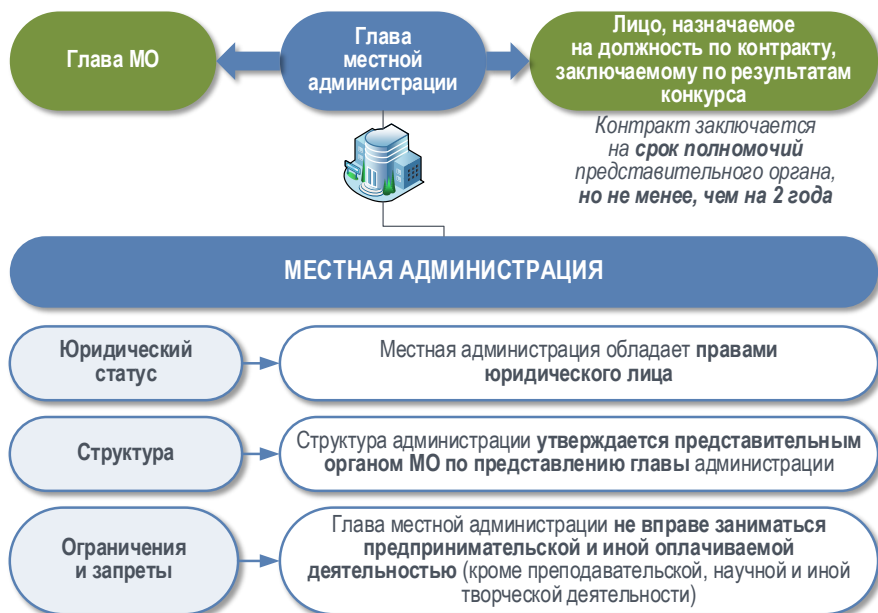 Глава МО
Глава
местной
администрации
Лицо, назначаемое
на должность по контракту,
заключаемому по результатам
конкурса
Контракт заключается
на срок полномочий
представительного органа,
но не менее, чем на 2 года
МЕСТНАЯ АДМИНИСТРАЦИЯ
Юридический
статус
Местная администрация обладает правами
юридического лица
Структура
Структура администрации утверждается представительным
органом МО по представлению главы администрации
Ограничения
и запреты
Глава местной администрации не вправе заниматься
предпринимательской и иной оплачиваемой
деятельностью (кроме преподавательской, научной и иной
творческой деятельности)